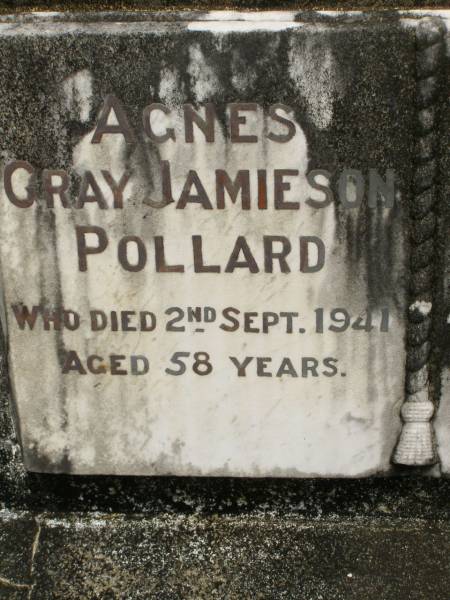 AGNES
GRAY JAMIESON
POLLARD
WHO DIED 2ND SEPT. 1941
AGED 58 YEARS.